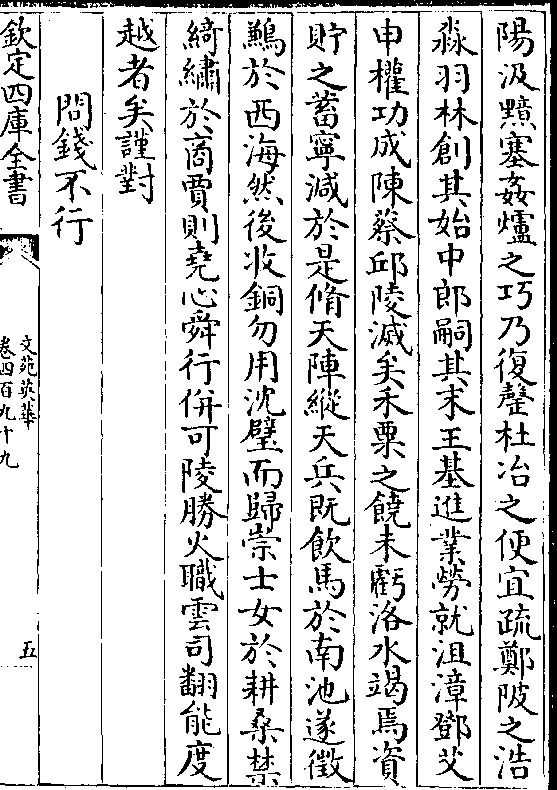 陽汲黯塞姦爐之巧乃復罄杜冶之便宜疏鄭陂之浩
淼羽林創其始中郎嗣其末王基進業勞就沮漳鄧艾
申權功成陳蔡邱陵滅矣禾粟之饒未虧洛水竭焉資
貯之蓄寧減於是脩天陣縱天兵既飲馬於南池遂徵
鶼於西海然後收銅勿用沈璧而歸崇士女於耕桑禁
綺繡於商賈則堯心舜行併可陵勝火職雲司翻能度
越者矣謹對
問錢不行
欽定四庫全書
文苑英華
卷四百九十九
五